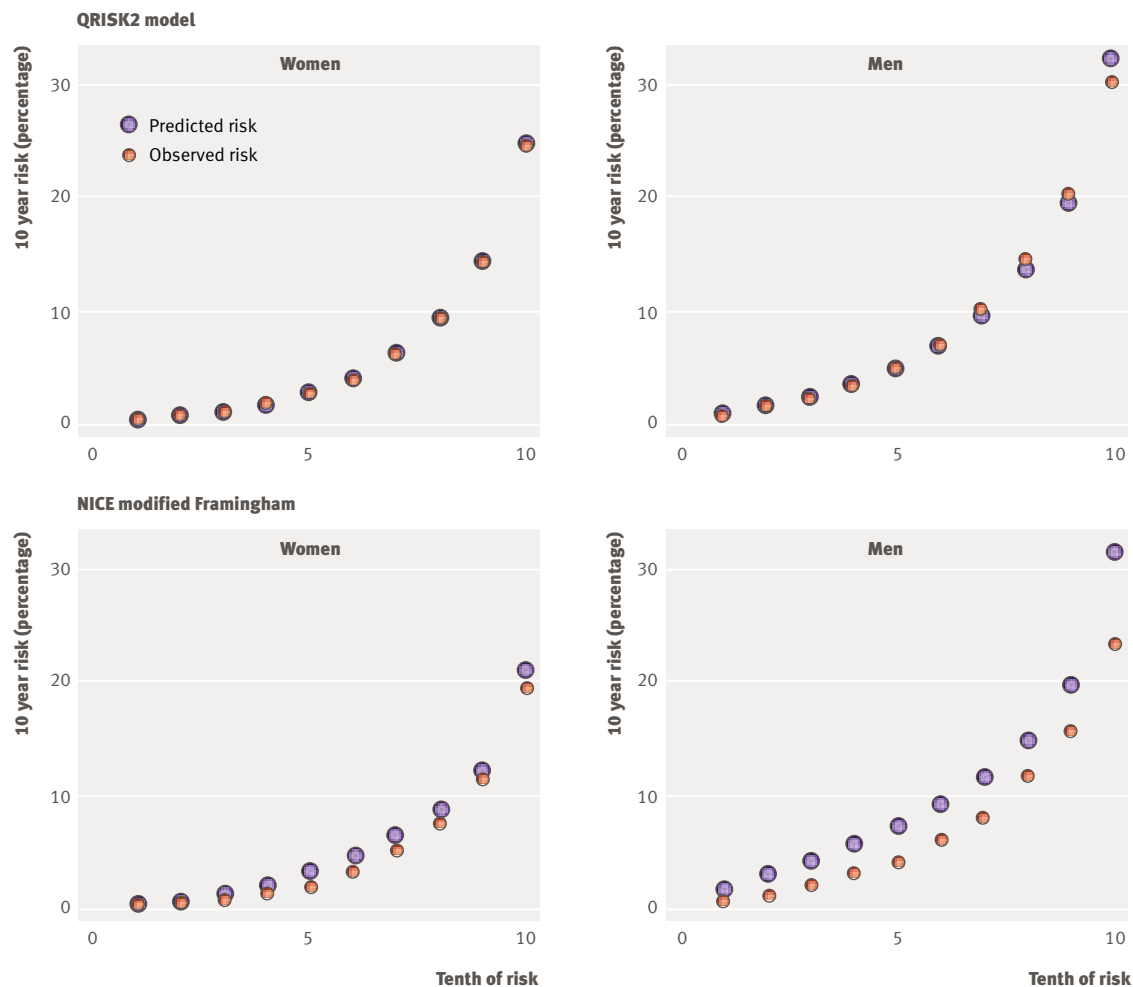 QRISK2 model
10 year risk (percentage)
Women
30
20
10
0
Predicted risk
Observed risk
0 5 10
10 year risk (percentage)
Men
30
20
10
0
0 5 10
NICE modified Framingham
10 year risk (percentage)
Women
30
20
10
0
0 5 10
Tenth of risk
10 year risk (percentage)
Men
30
20
10
0
0 5 10
Tenth of risk